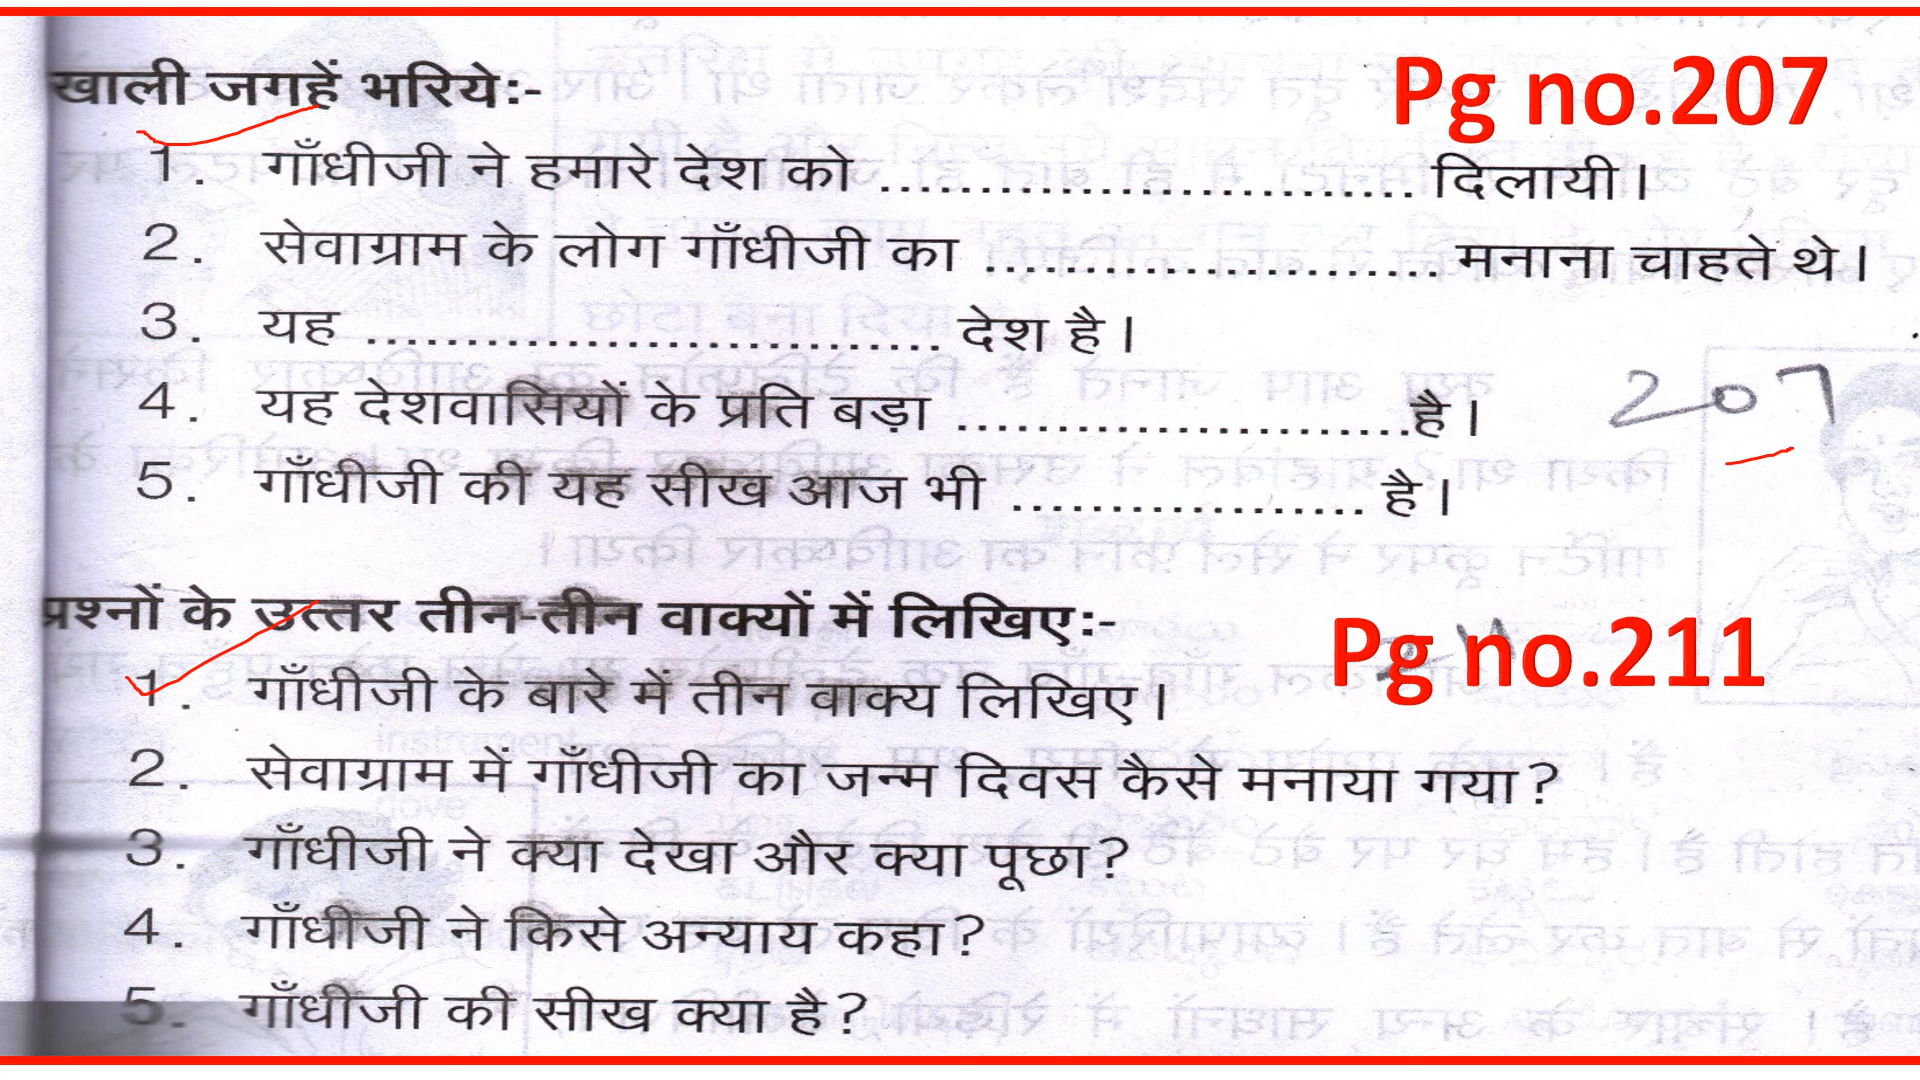 खाली जगहें भरिये:-
Pg no.207
1. गाँधीजी ने हमारे देश को ........................... दिलायी।
2. सेवाग्राम के लोग गाँधीजी का ....................... मनाना चाहते थे।
3. यह ............................. देश है।
4. यह देशवासियों के प्रति बड़ा .......................है।
207
5. गाँधीजी की यह सीख आज भी .................. है।
प्रश्नों के उत्तर तीन-तीन वाक्यों में लिखिए:-
Pg no.211
1. गाँधीजी के बारे में तीन वाक्य लिखिए।
2. सेवाग्राम में गाँधीजी का जन्म दिवस कैसे मनाया गया?
3. गाँधीजी ने क्या देखा और क्या पूछा?
4. गाँधीजी ने किसे अन्याय कहा?
5. गाँधीजी की सीख क्या है?